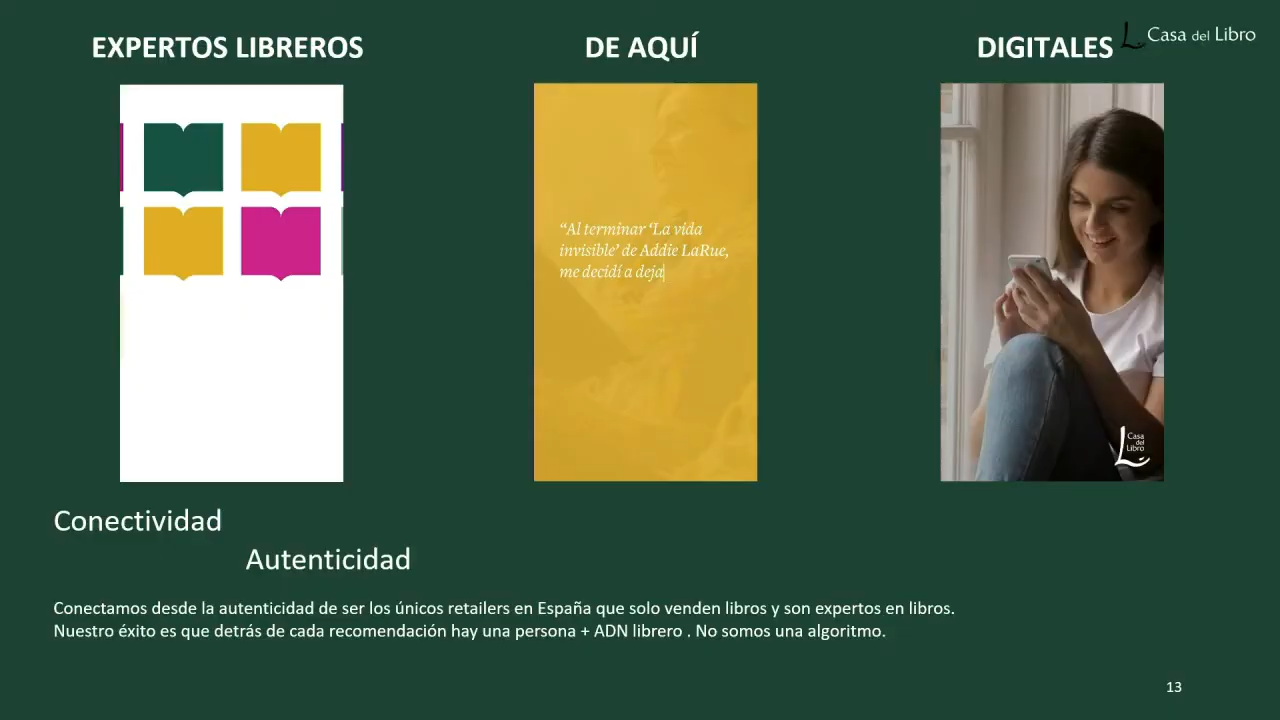 EXPERTOS LIBREROS
DE AQUÍ
DIGITALES
Casa del Libro
“Al terminar ‘La vida
invisible’ de Addie LaRue,
me decidí a deja
Casa
del
Libro
Conectividad
Autenticidad
Conectamos desde la autenticidad de ser los únicos retailers en España que solo venden libros y son expertos en libros.
Nuestro éxito es que detrás de cada recomendación hay una persona + ADN librero . No somos una algoritmo.
13